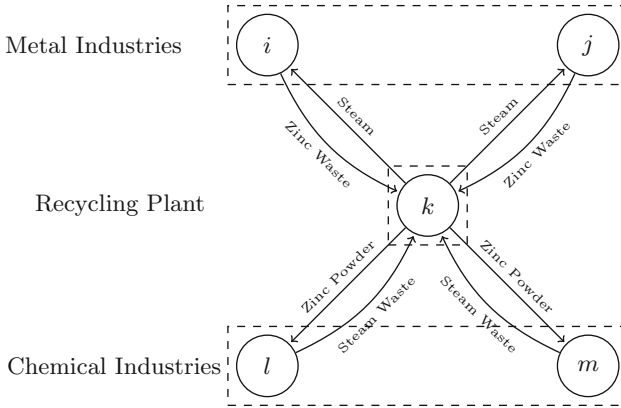 Metal Industries
i
j
Steam
Steam
Zinc Waste
Zinc Waste
Recycling Plant
k
Zinc Powder
Zinc Powder
Steam Waste
Steam Waste
Chemical Industries
l
m